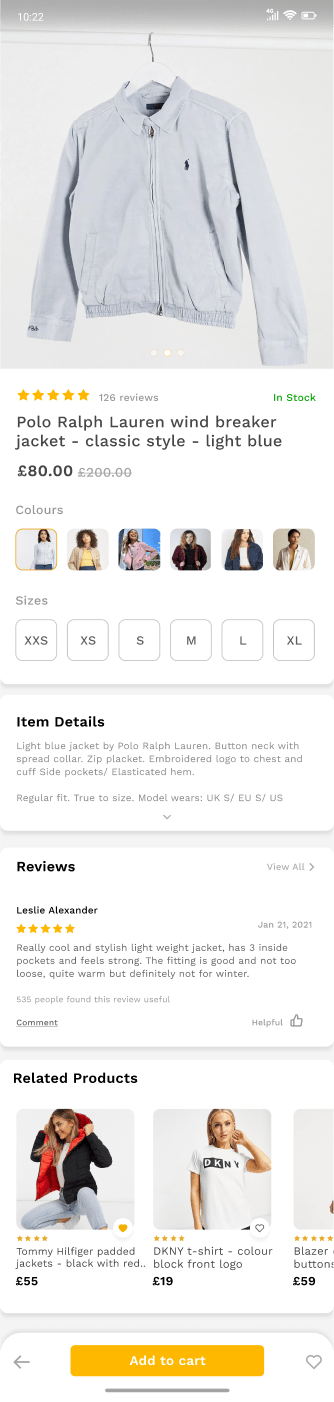 10:22
4G
126 reviews
In Stock
Polo Ralph Lauren wind breaker
jacket - classic style - light blue
£80.00 £200.00
Colours
Sizes
XXS XS S M L XL
Item Details
Light blue jacket by Polo Ralph Lauren. Button neck with
spread collar. Zip placket. Embroidered logo to chest and
cuff Side pockets/ Elasticated hem.
Regular fit. True to size. Model wears: UK S/ EU S/ US
Reviews
View All
Leslie Alexander
Jan 21, 2021
Really cool and stylish light weight jacket, has 3 inside
pockets and feels strong. The fitting is good and not too
loose, quite warm but definitely not for winter.
535 people found this review useful
Comment
Helpful
Related Products
DKNY
Tommy Hilfiger padded
jackets - black with red..
£55
DKNY t-shirt - colour
block front logo
£19
Blazer
buttons
£59
Add to cart